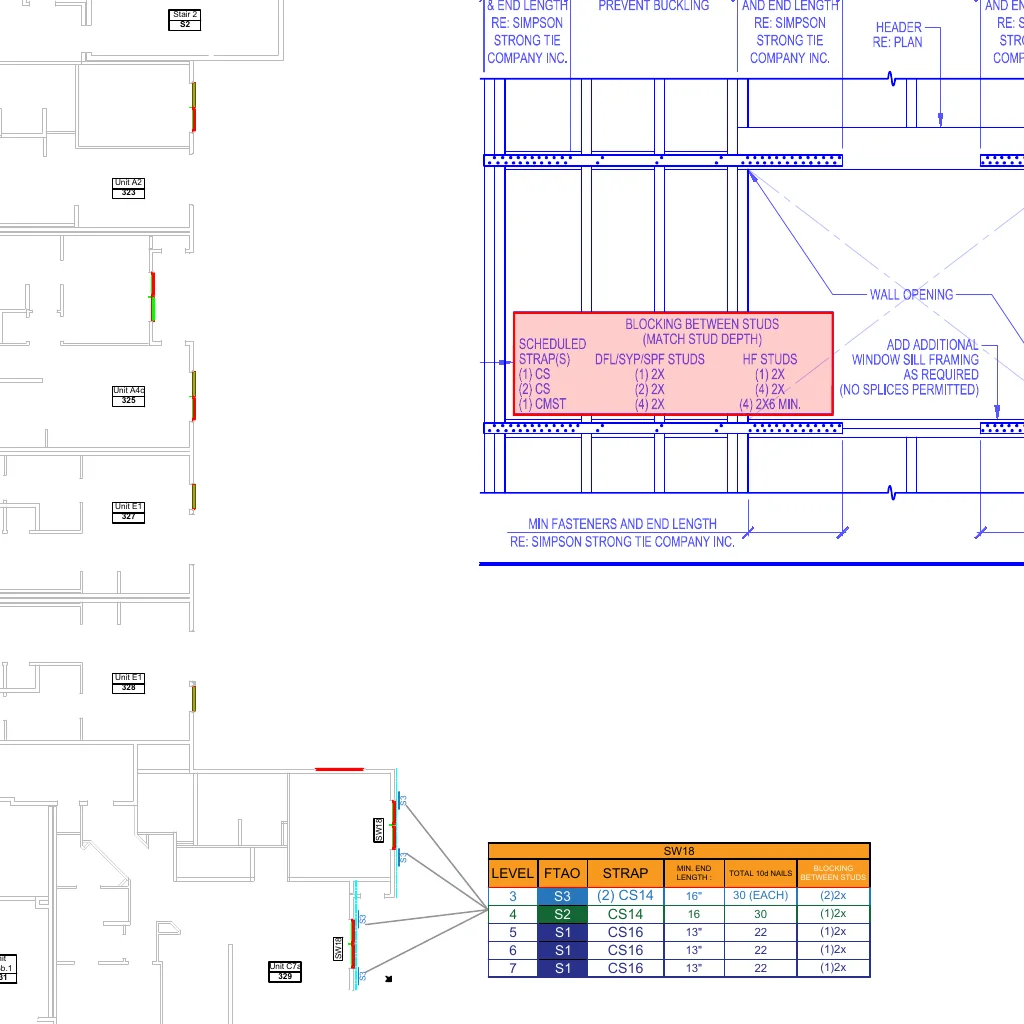 Stair 2
S2
Unit A2
323
Unit A4c
325
Unit E1
327
Unit E1
328
Unit C7a
329
SW18
SW18
S3
S3
S3
S3
& END LENGTH
RE: SIMPSON
STRONG TIE
COMPANY INC.
PREVENT BUCKLING
AND END LENGTH
RE: SIMPSON
STRONG TIE
COMPANY INC.
HEADER
RE: PLAN
WALL OPENING
BLOCKING BETWEEN STUDS
(MATCH STUD DEPTH)
SCHEDULED
STRAP(S) DFL/SYP/SPF STUDS HF STUDS
(1) CS (1) 2X (1) 2X
(2) CS (2) 2X (4) 2X
(1) CMST (4) 2X (4) 2X6 MIN.
ADD ADDITIONAL
WINDOW SILL FRAMING
AS REQUIRED
(NO SPLICES PERMITTED)
MIN FASTENERS AND END LENGTH
RE: SIMPSON STRONG TIE COMPANY INC.
SW18
LEVEL FTAO STRAP MIN. END LENGTH : TOTAL 10d NAILS BLOCKING BETWEEN STUDS
3 S3 (2) CS14 16" 30 (EACH) (2)2x
4 S2 CS14 16 30 (1)2x
5 S1 CS16 13" 22 (1)2x
6 S1 CS16 13" 22 (1)2x
7 S1 CS16 13" 22 (1)2x